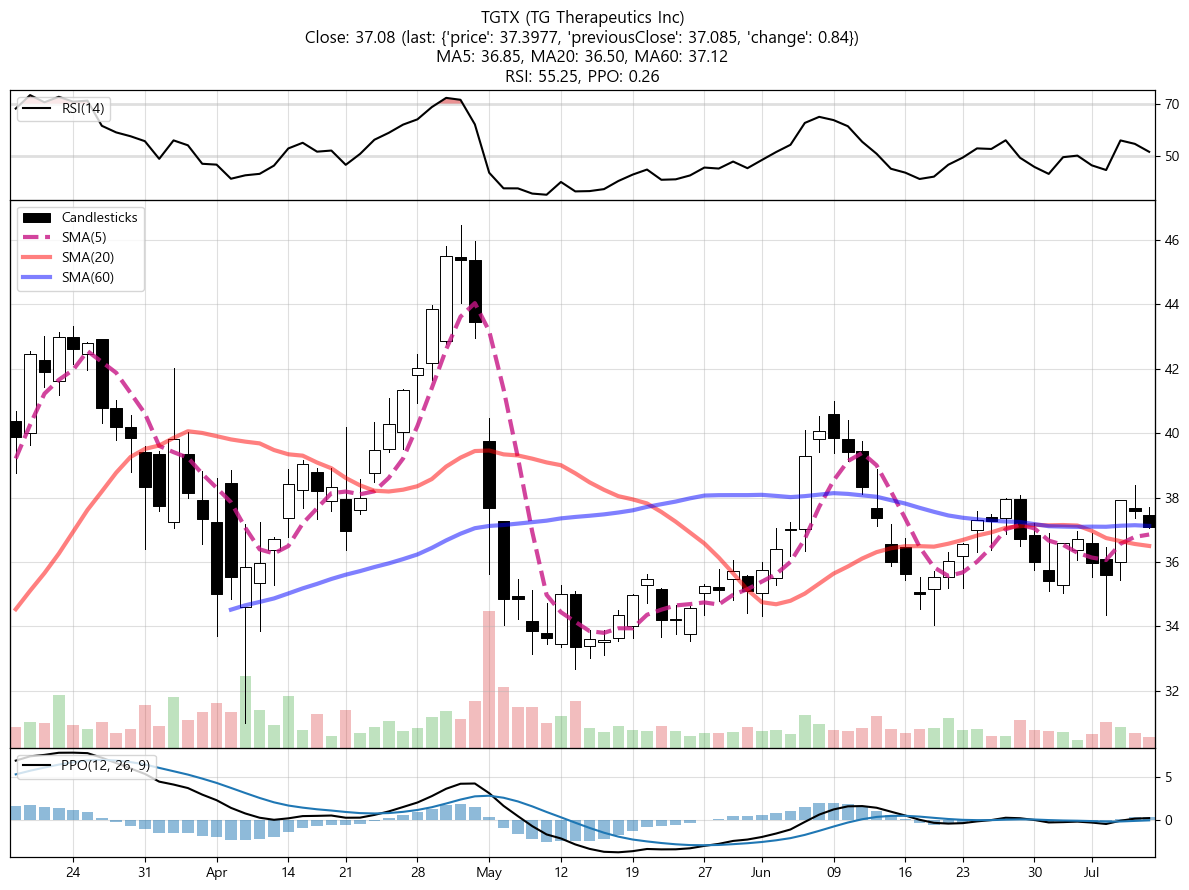 TGTX (TG Therapeutics Inc)
Close: 37.08 (last: {'price': 37.3977, 'previousClose': 37.085, 'change': 0.84})
MA5: 36.85, MA20: 36.50, MA60: 37.12
RSI: 55.25, PPO: 0.26
RSI(14)
70
50
Candlesticks
SMA(5)
SMA(20)
SMA(60)
46
44
42
40
38
36
34
32
PPO(12, 26, 9)
5
0
24 31 Apr 14 21 28 May 12 19 27 Jun 09 16 23 30 Jul